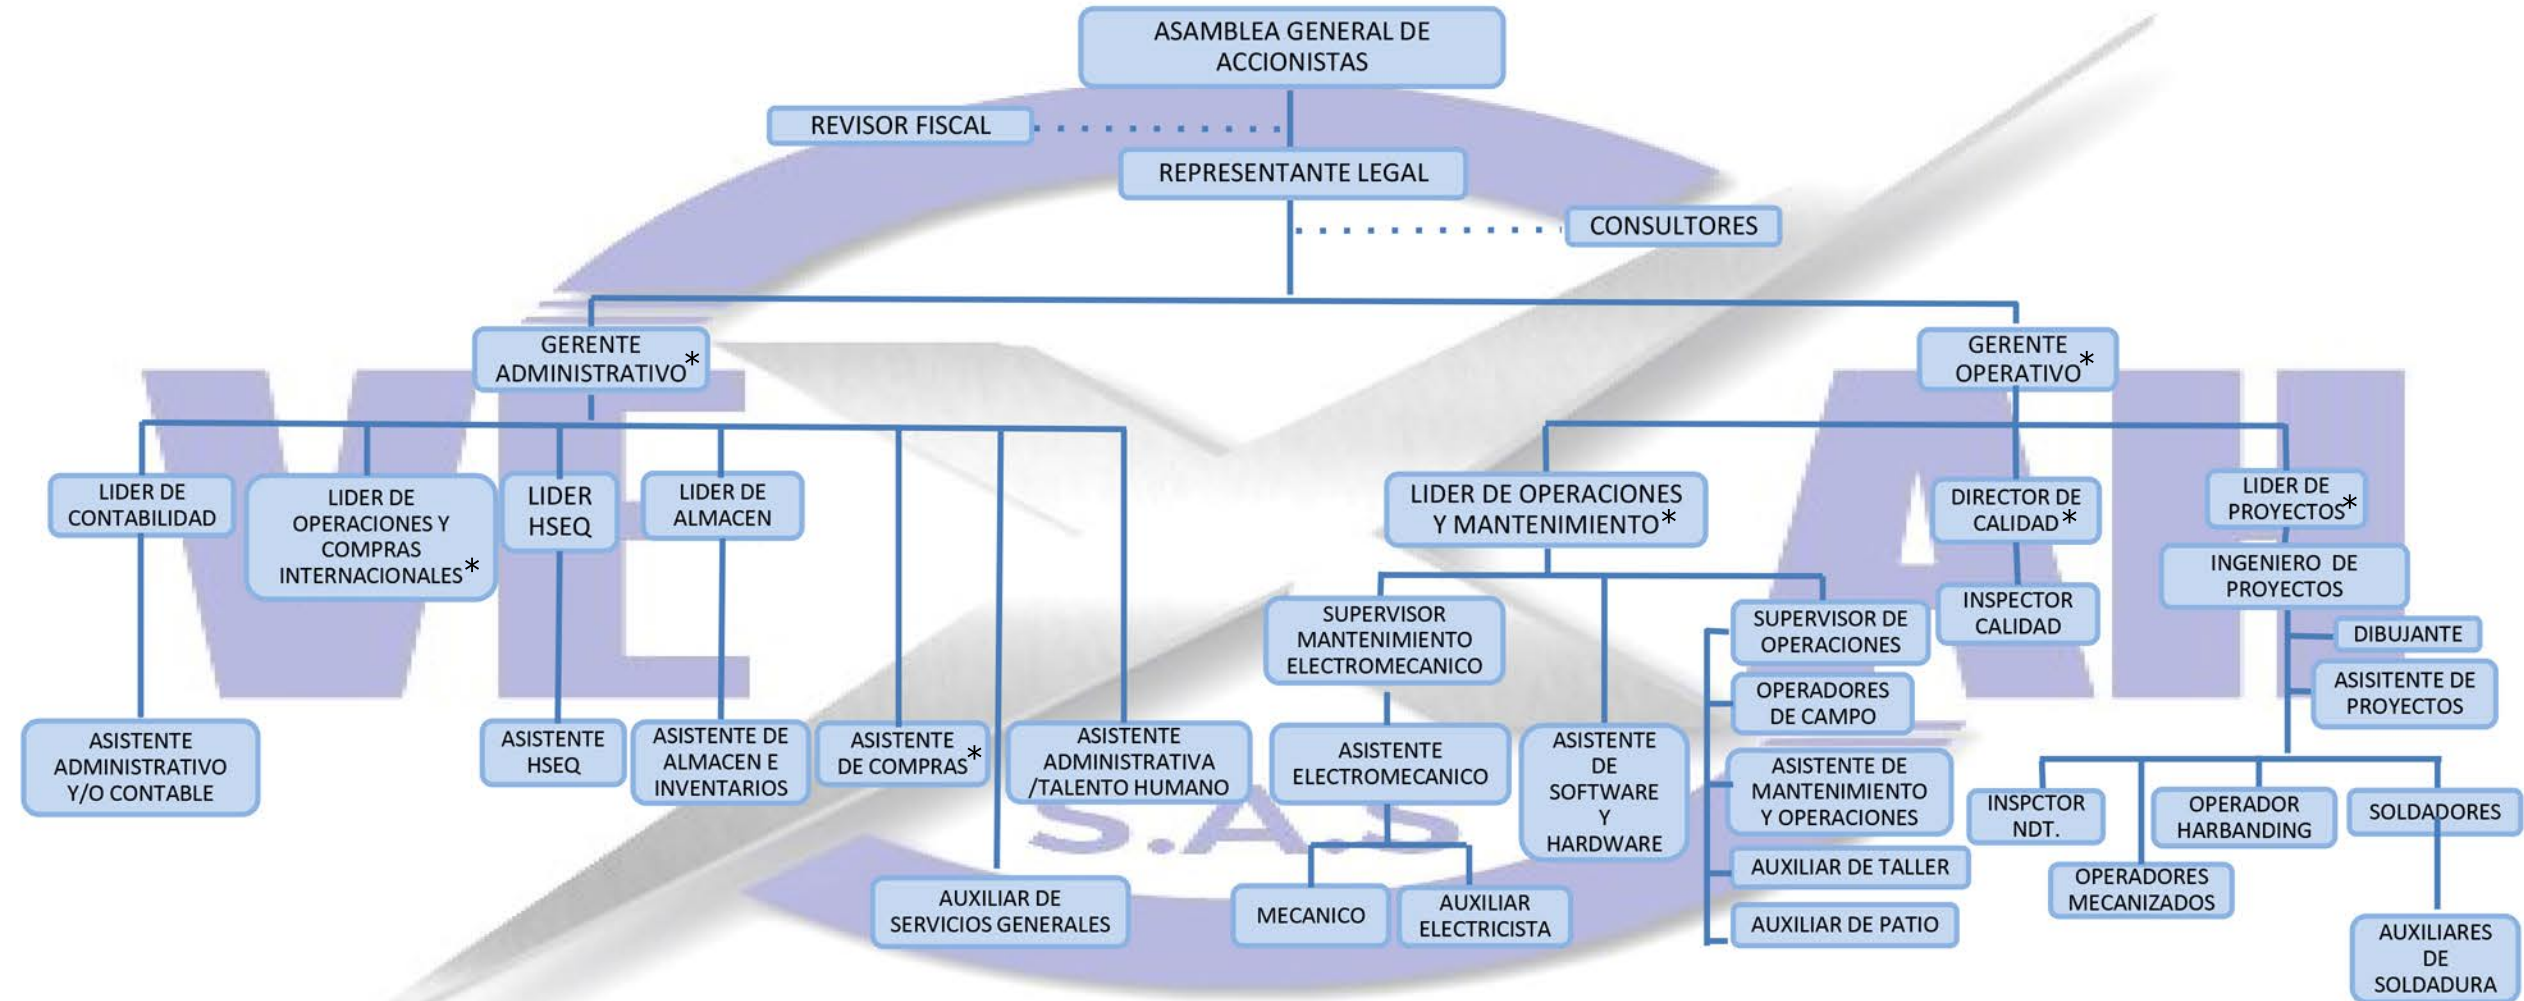 ASAMBLEA GENERAL DE
ACCIONISTAS
REVISOR FISCAL
REPRESENTANTE LEGAL
CONSULTORES
GERENTE
ADMINISTRATIVO*
GERENTE
OPERATIVO*
LIDER DE
CONTABILIDAD
LIDER DE
OPERACIONES Y
COMPRAS
INTERNACIONALES*
LIDER
HSEQ
LIDER DE
ALMACEN
LIDER DE OPERACIONES
Y MANTENIMIENTO*
DIRECTOR DE
CALIDAD*
LIDER DE
PROYECTOS*
INGENIERO DE
PROYECTOS
SUPERVISOR
MANTENIMIENTO
ELECTROMECANICO
SUPERVISOR DE
OPERACIONES
INSPECTOR
CALIDAD
DIBUJANTE
OPERADORES
DE CAMPO
ASISITENTE DE
PROYECTOS
ASISTENTE
ADMINISTRATIVO
Y/O CONTABLE
ASISTENTE
HSEQ
ASISTENTE DE
ALMACEN E
INVENTARIOS
ASISTENTE
DE COMPRAS*
ASISTENTE
ADMINISTRATIVA
/TALENTO HUMANO
ASISTENTE
ELECTROMECANICO
ASISTENTE
DE
SOFTWARE
Y
HARDWARE
ASISTENTE DE
MANTENIMIENTO
Y OPERACIONES
INSPCTOR
NDT.
OPERADOR
HARBANDING
SOLDADORES
AUXILIAR DE TALLER
OPERADORES
MECANIZADOS
AUXILIAR DE
SERVICIOS GENERALES
MECANICO
AUXILIAR
ELECTRICISTA
AUXILIAR DE PATIO
AUXILIARES
DE
SOLDADURA
S.A.S